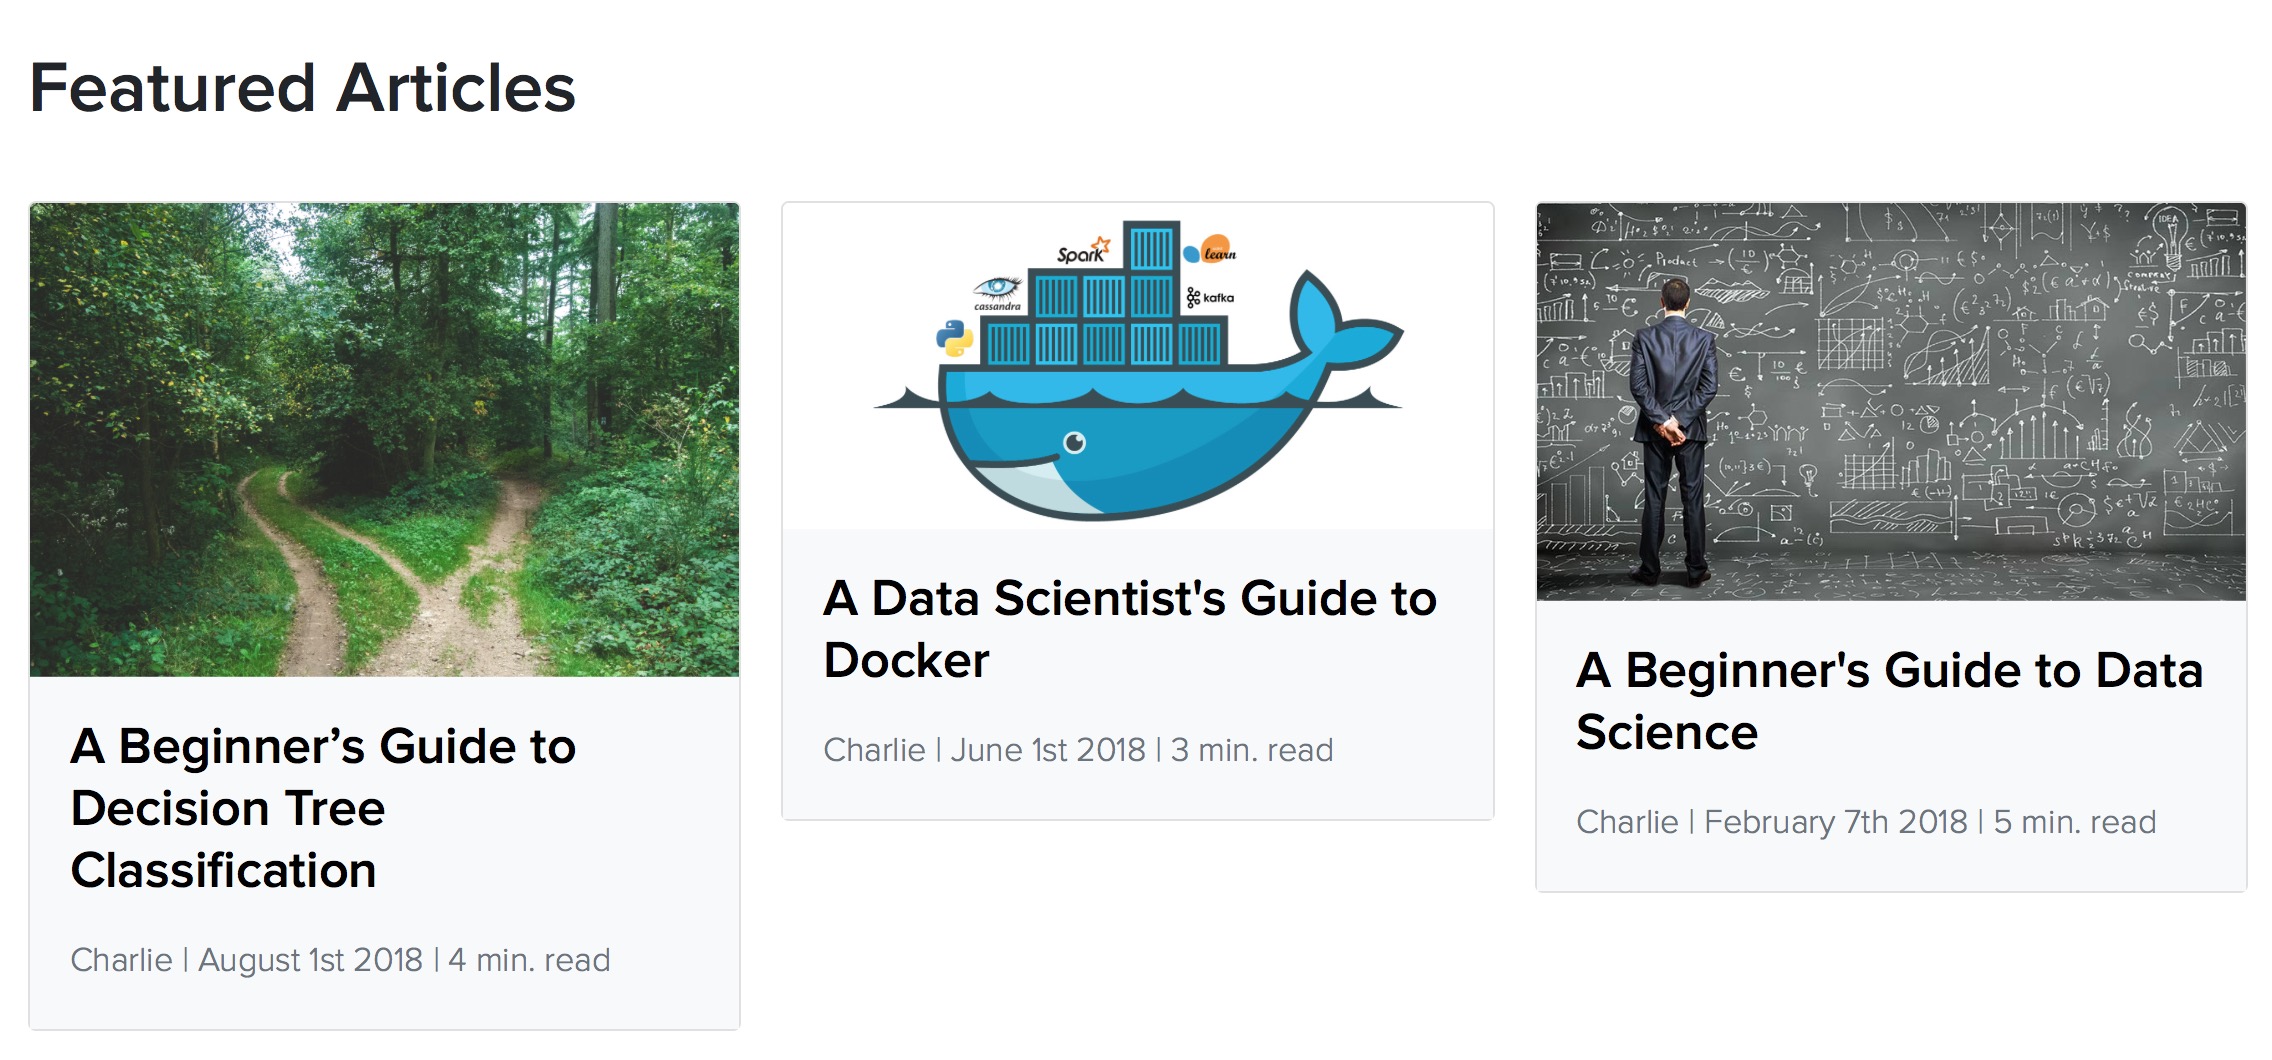 Featured Articles
Spark
learn
cassandra
kafka
IDEA
Product
A Data Scientist's Guide to
Docker
Charlie | June 1st 2018 | 3 min. read
A Beginner's Guide to Data
Science
Charlie | February 7th 2018 | 5 min. read
A Beginner’s Guide to
Decision Tree
Classification
Charlie | August 1st 2018 | 4 min. read